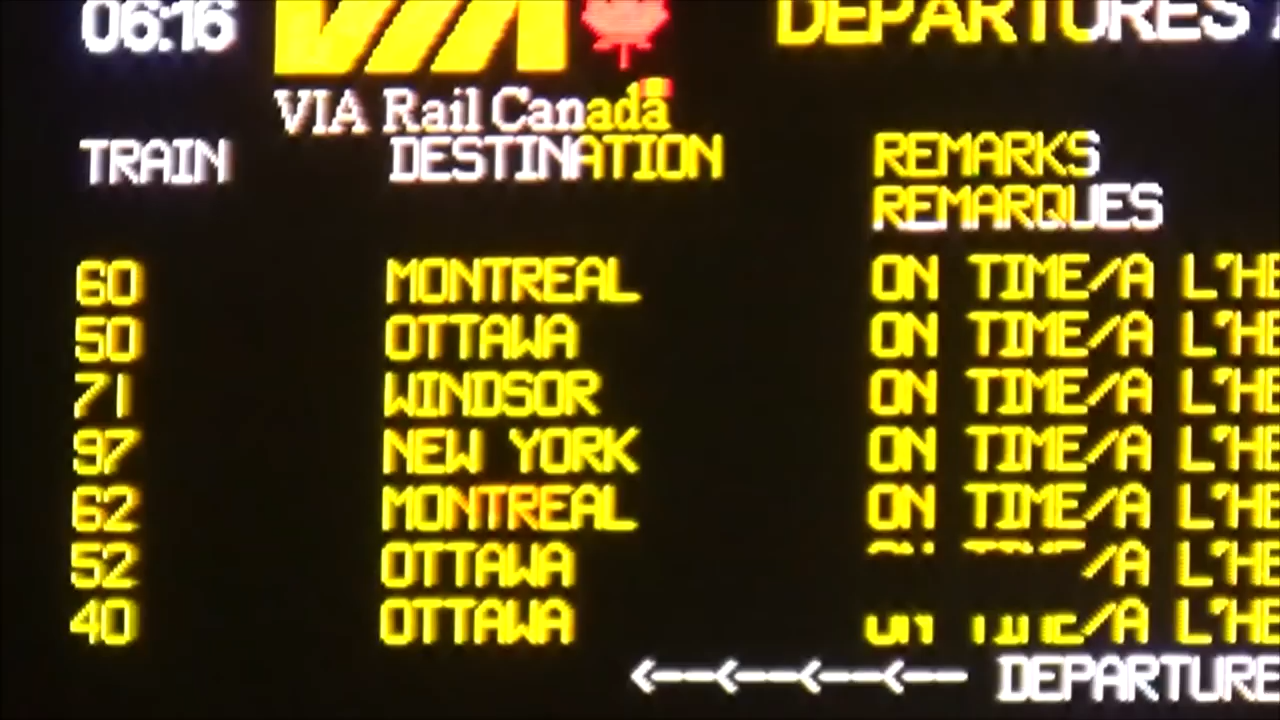 06:16 VIA DEPARTURES
VIA Rail Canada
TRAIN DESTINATION REMARKS
REMARQUES
60 MONTREAL ON TIME/A L'HE
50 OTTAWA ON TIME/A L'HE
71 WINDSOR ON TIME/A L'HE
97 NEW YORK ON TIME/A L'HE
62 MONTREAL ON TIME/A L'HE
52 OTTAWA /A L'HE
40 OTTAWA ON TIME/A L'HE
DEPARTURE